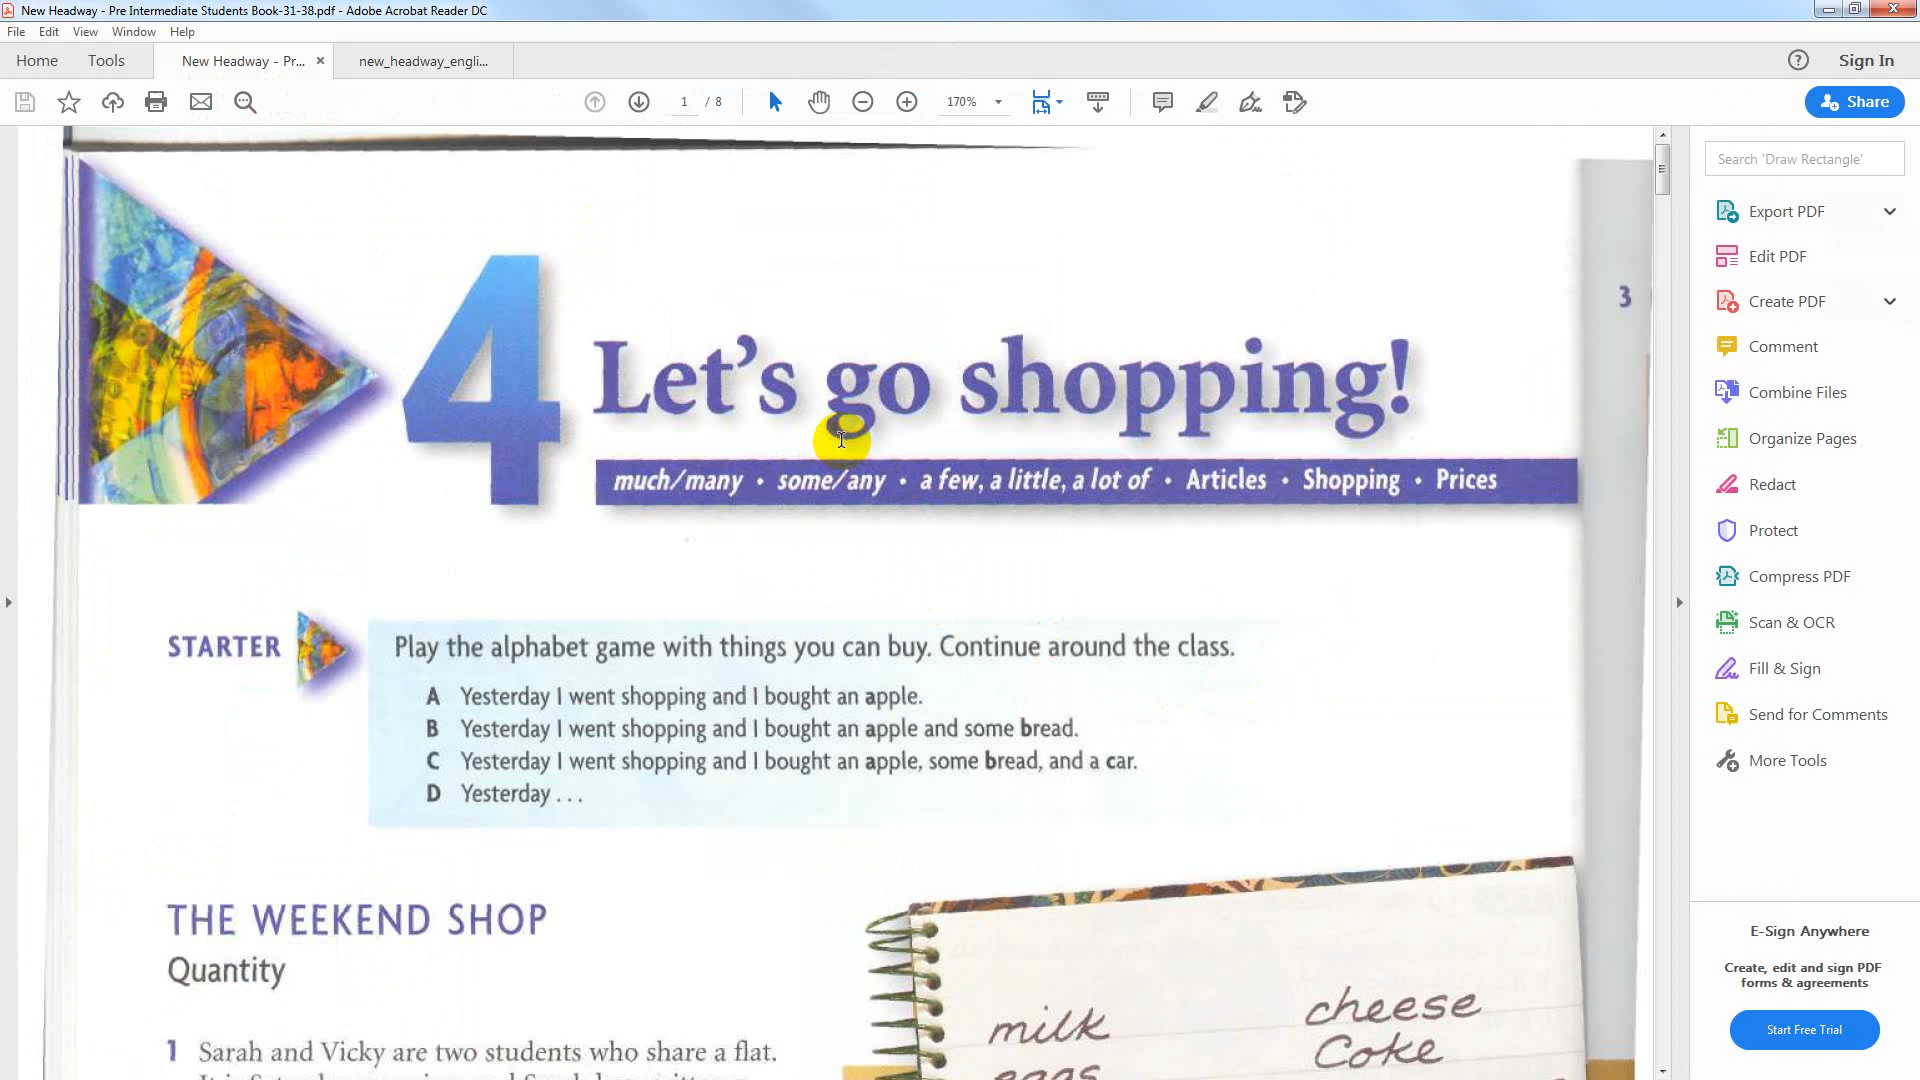 New Headway - Pre Intermediate Students Book-31-38.pdf - Adobe Acrobat Reader DC
File Edit View Window Help
Home Tools New Headway - Pr... × new_headway_engli... ? Sign In
1 / 8 170% Share
Search 'Draw Rectangle'
Export PDF
Edit PDF
Create PDF
Comment
Combine Files
Organize Pages
Redact
Protect
Compress PDF
Scan & OCR
Fill & Sign
Send for Comments
More Tools
E-Sign Anywhere
Create, edit and sign PDF
forms & agreements
Start Free Trial
3
4 Let's go shopping!
much/many • some/any • a few, a little, a lot of • Articles • Shopping • Prices
STARTER Play the alphabet game with things you can buy. Continue around the class.
A Yesterday I went shopping and I bought an apple.
B Yesterday I went shopping and I bought an apple and some bread.
C Yesterday I went shopping and I bought an apple, some bread, and a car.
D Yesterday . . .
THE WEEKEND SHOP
Quantity
1 Sarah and Vicky are two students who share a flat.
milk
eggs
cheese
Coke